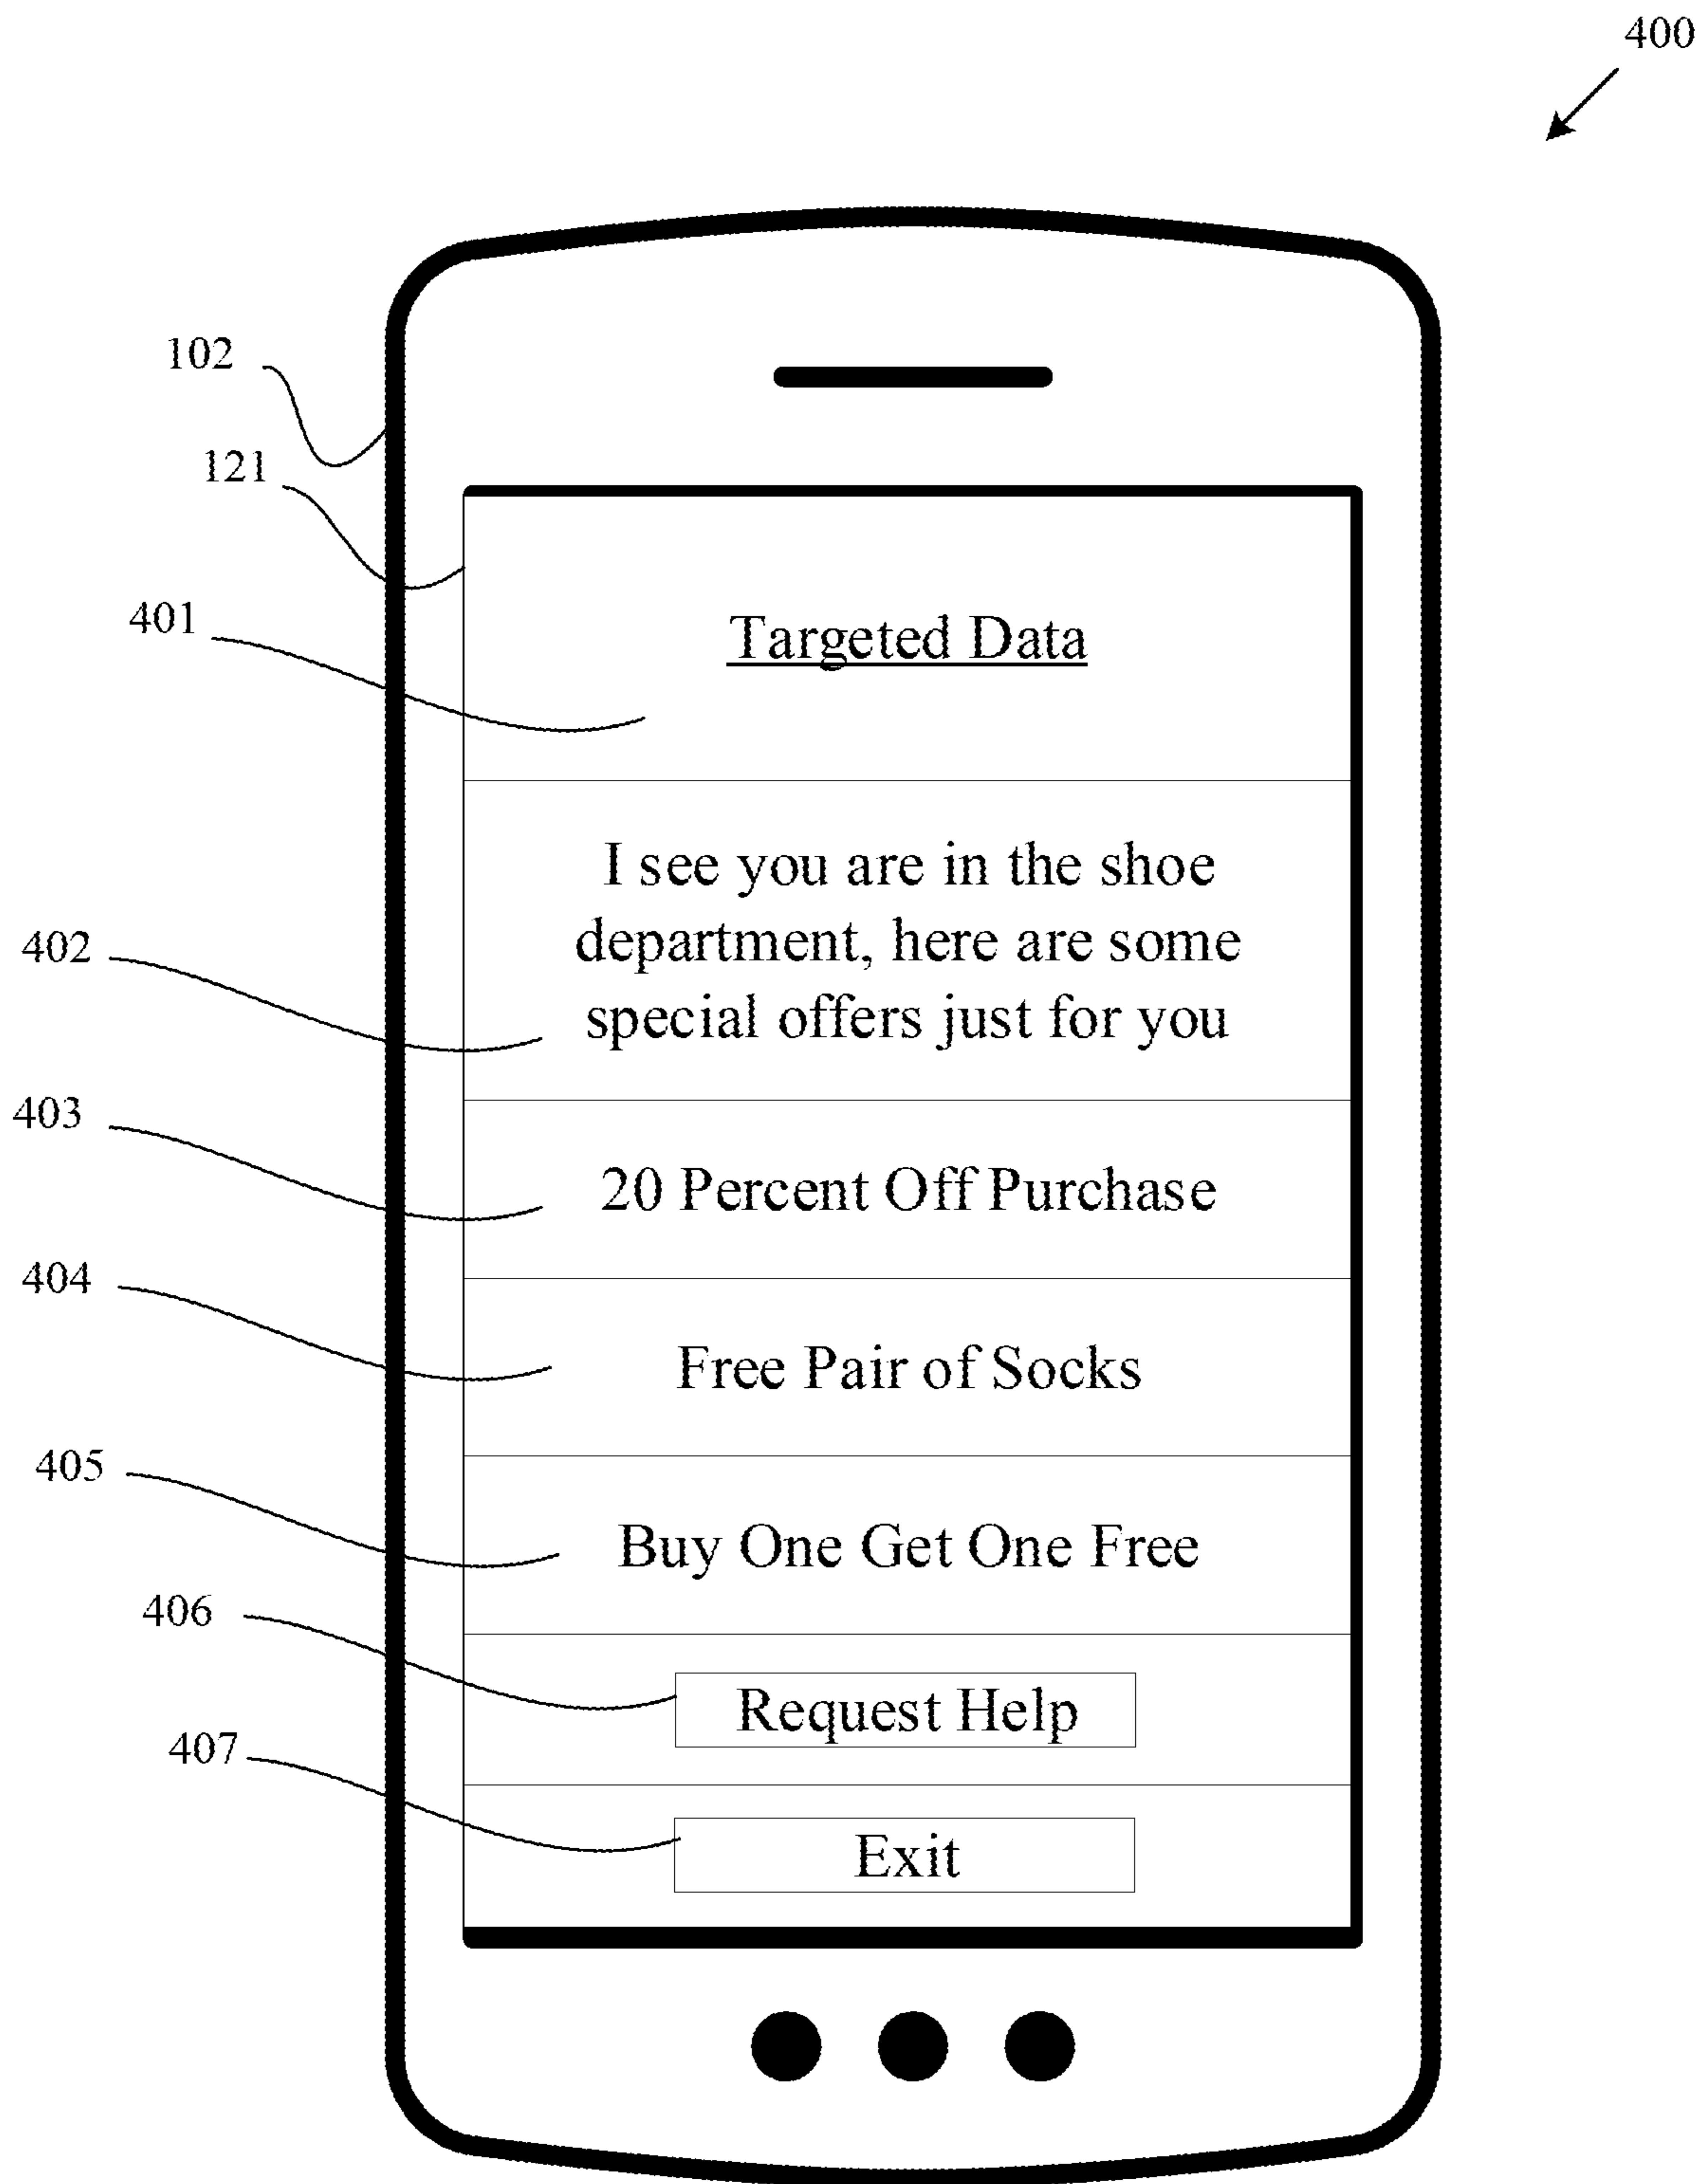 400
102
121
401
Targeted Data
I see you are in the shoe
department, here are some
402
special offers just for you
403
20 Percent Off Purchase
404
Free Pair of Socks
405
Buy One Get One Free
406
Request Help
407
Exit